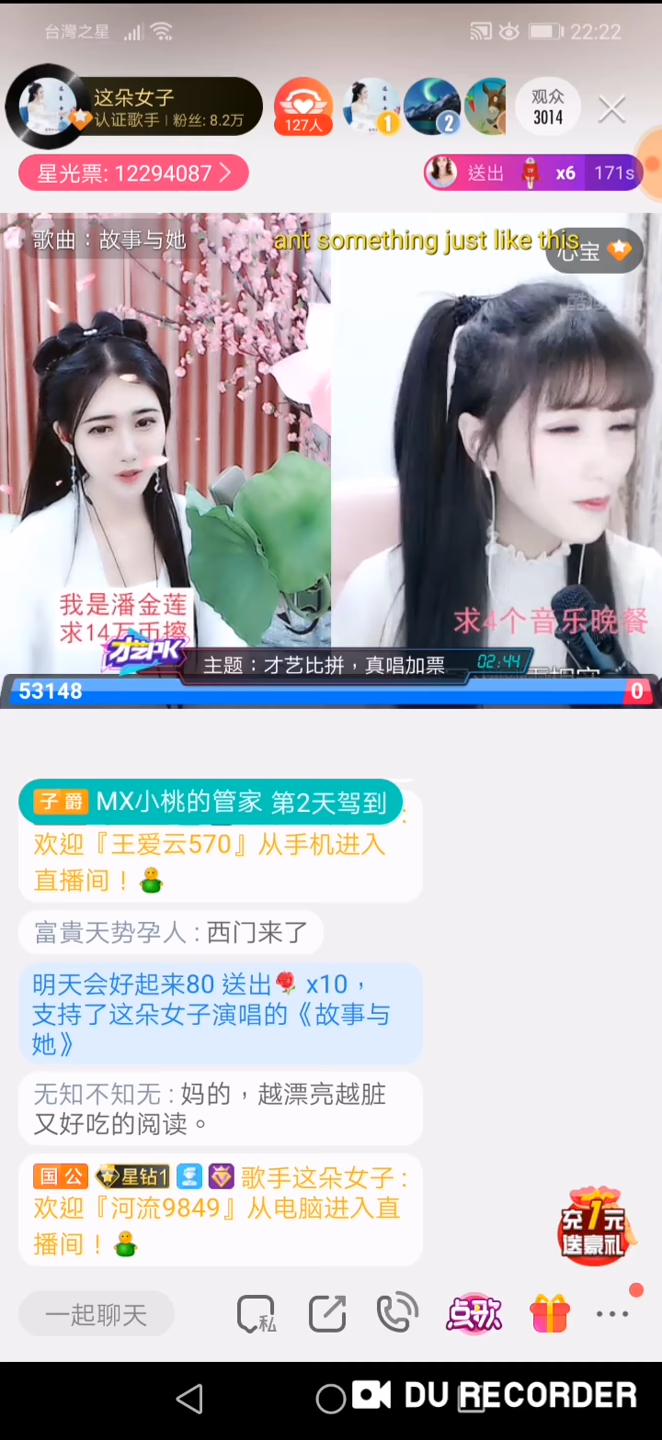 台灣之星
22:22
这朵女子
认证歌手 | 粉丝: 8.2万
127人
1
2
观众
3014
星光票: 12294087
送出 x6 171s
歌曲：故事与她
ant something just like this
心宝
我是潘金莲
求14万币擦
求4个音乐晚餐
才艺PK
主题：才艺比拼，真唱加票
02:44
53148
0
子爵 MX小桃的管家 第2天驾到
欢迎『王爱云570』从手机进入
直播间！
富貴天势孕人 : 西门来了
明天会好起来80 送出 x10，
支持了这朵女子演唱的《故事与
她》
无知不知无 : 妈的，越漂亮越脏
又好吃的阅读。
国公 星钻1 歌手这朵女子 :
欢迎『河流9849』从电脑进入直
播间！
充1元
送豪礼
一起聊天
私
点歌
DU RECORDER